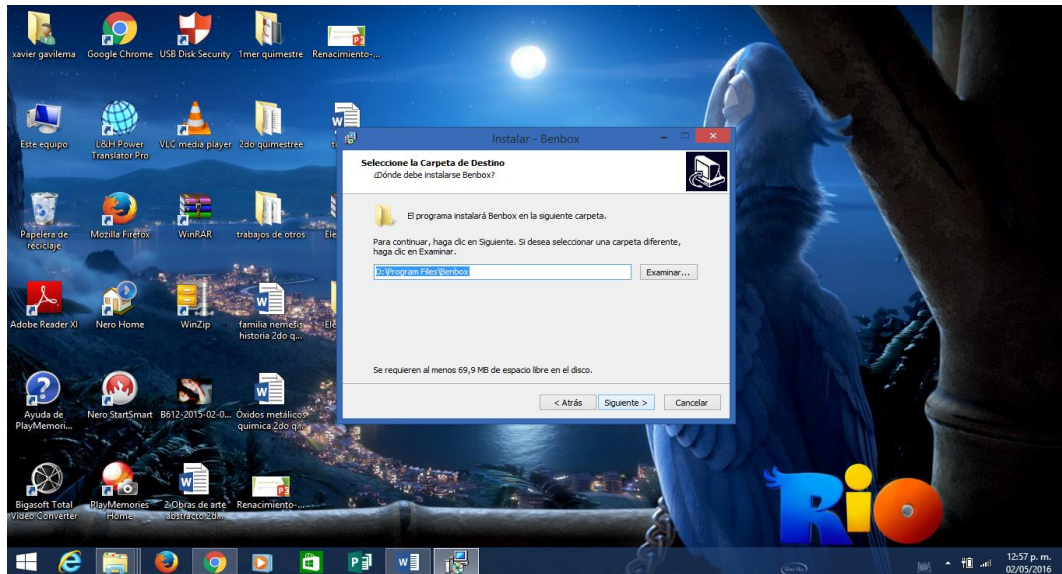 xavier gavilema
Google Chrome
USB Disk Security
1mer quimestre
Renacimiento-...
Este equipo
L&H Power
Translator Pro
VLC media player
2do quimestree
Papelera de
reciclaje
Mozilla Firefox
WinRAR
trabajos de otros
Adobe Reader XI
Nero Home
WinZip
familia nemesis
historia 2do q...
Ayuda de
PlayMemori...
Nero StartSmart
B612-2015-02-0...
Óxidos metálicos
quimica 2do q...
Bigasoft Total
Video Converter
PlayMemories
Home
2 Obras de arte
abstracto 2d...
Renacimiento-...
Instalar - Benbox
Seleccione la Carpeta de Destino
¿Dónde debe instalarse Benbox?
El programa instalará Benbox en la siguiente carpeta.
Para continuar, haga clic en Siguiente. Si desea seleccionar una carpeta diferente,
haga clic en Examinar.
D:\Program Files\Benbox
Examinar...
Se requieren al menos 69,9 MB de espacio libre en el disco.
< Atrás
Siguiente >
Cancelar
Rio
Blue Sky
12:57 p. m.
02/05/2016